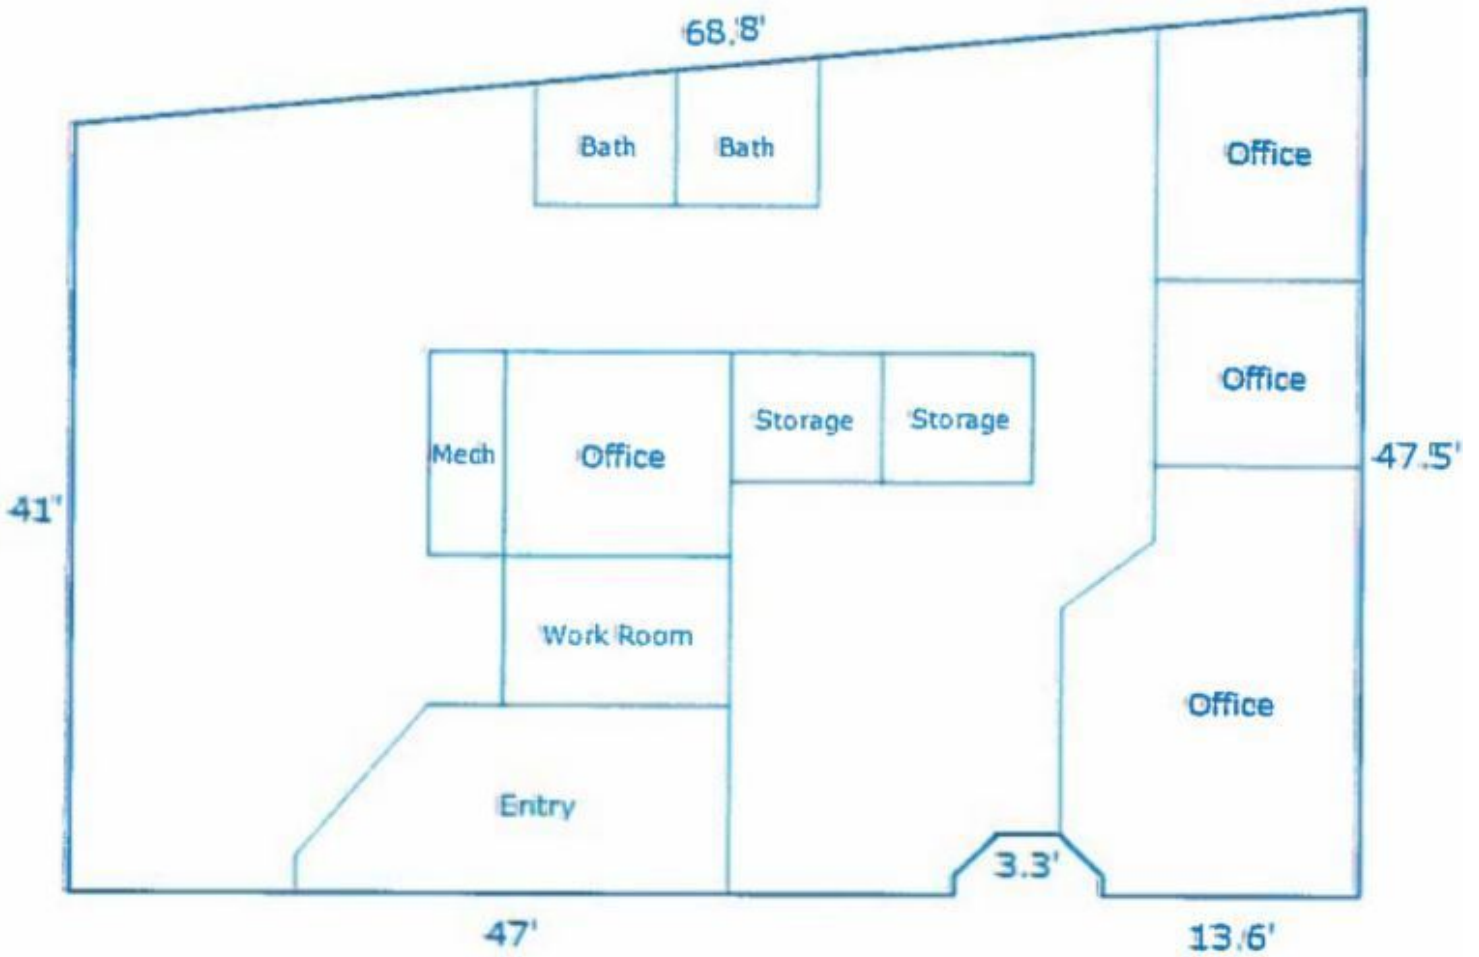 68.8'
Bath
Bath
Office
Office
Storage
Storage
Mech
Office
47.5'
41'
Work Room
Office
Entry
3.3'
47'
13.6'